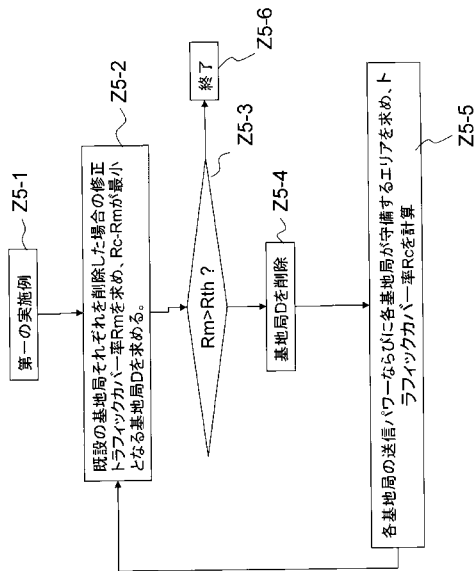 第一の実施例
Z5-1
既設の基地局それぞれを削除した場合の修正
トラフィックカバー率Rmを求め、Rc-Rmが最小
となる基地局Dを求める。
Z5-2
Rm>Rth？
Z5-3
終了
Z5-6
基地局Dを削除
Z5-4
各基地局の送信パワーならびに各基地局が守備するエリアを求め、ト
ラフィックカバー率Rcを計算
Z5-5